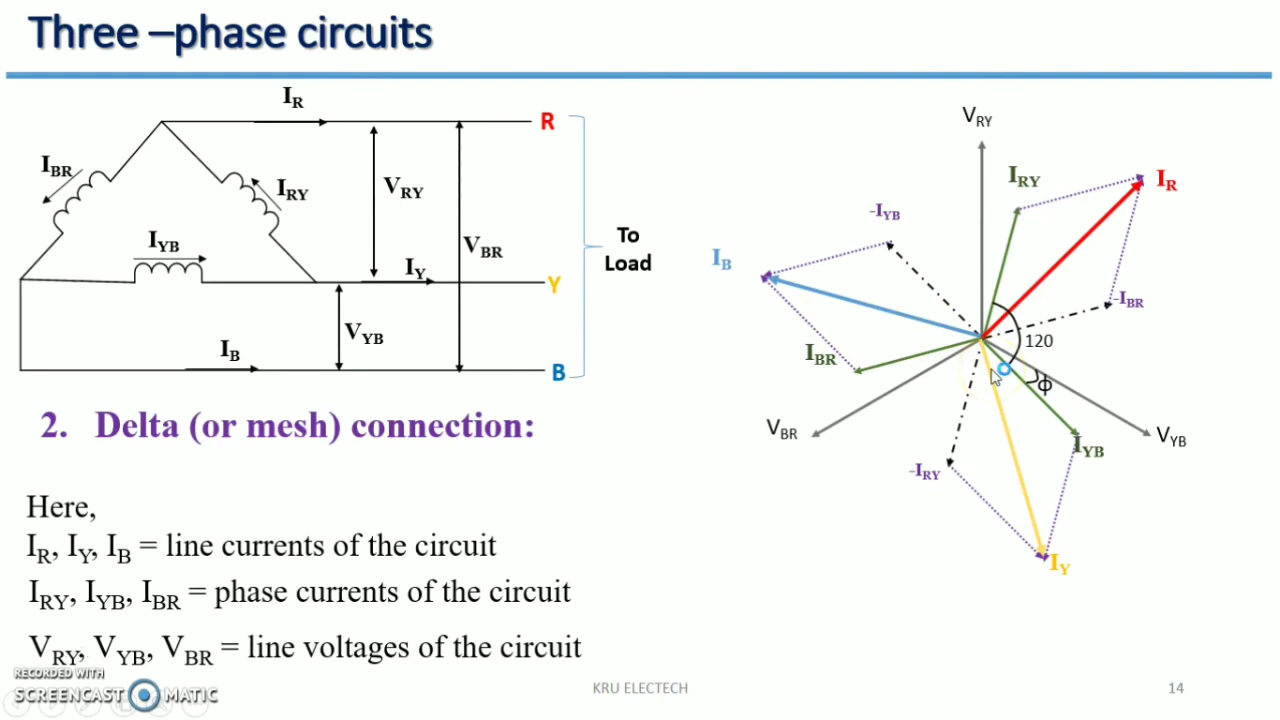 Three –phase circuits
I_R
R
I_BR
I_RY
V_RY
I_YB
V_BR
To
Load
I_Y
Y
V_YB
I_B
B
2. Delta (or mesh) connection:
Here,
I_R, I_Y, I_B = line currents of the circuit
I_RY, I_YB, I_BR = phase currents of the circuit
V_RY, V_YB, V_BR = line voltages of the circuit
V_RY
I_RY
I_R
-I_YB
I_B
-I_BR
120
I_BR
ϕ
V_BR
V_YB
I_YB
-I_RY
I_Y
RECORDED WITH
SCREENCAST MATIC
KRU ELECTECH
14